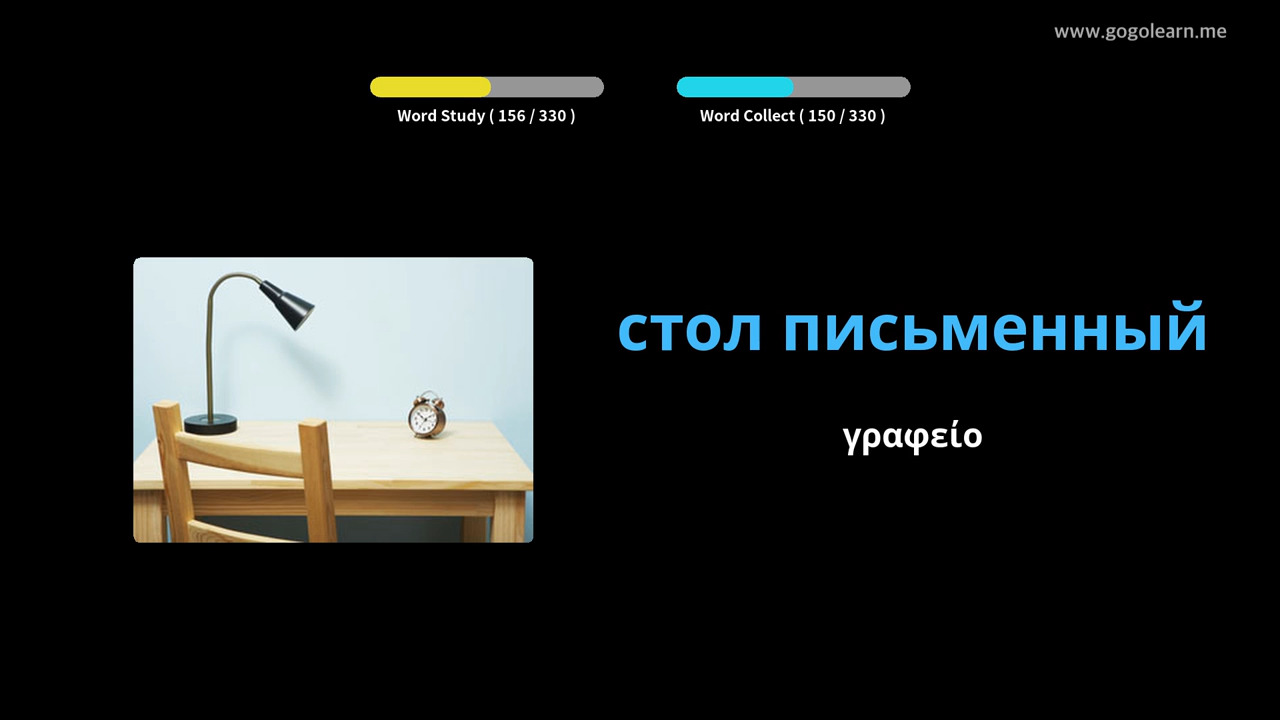 www.gogolearn.me
Word Study ( 156 / 330 )
Word Collect ( 150 / 330 )
стол письменный
γραφείο